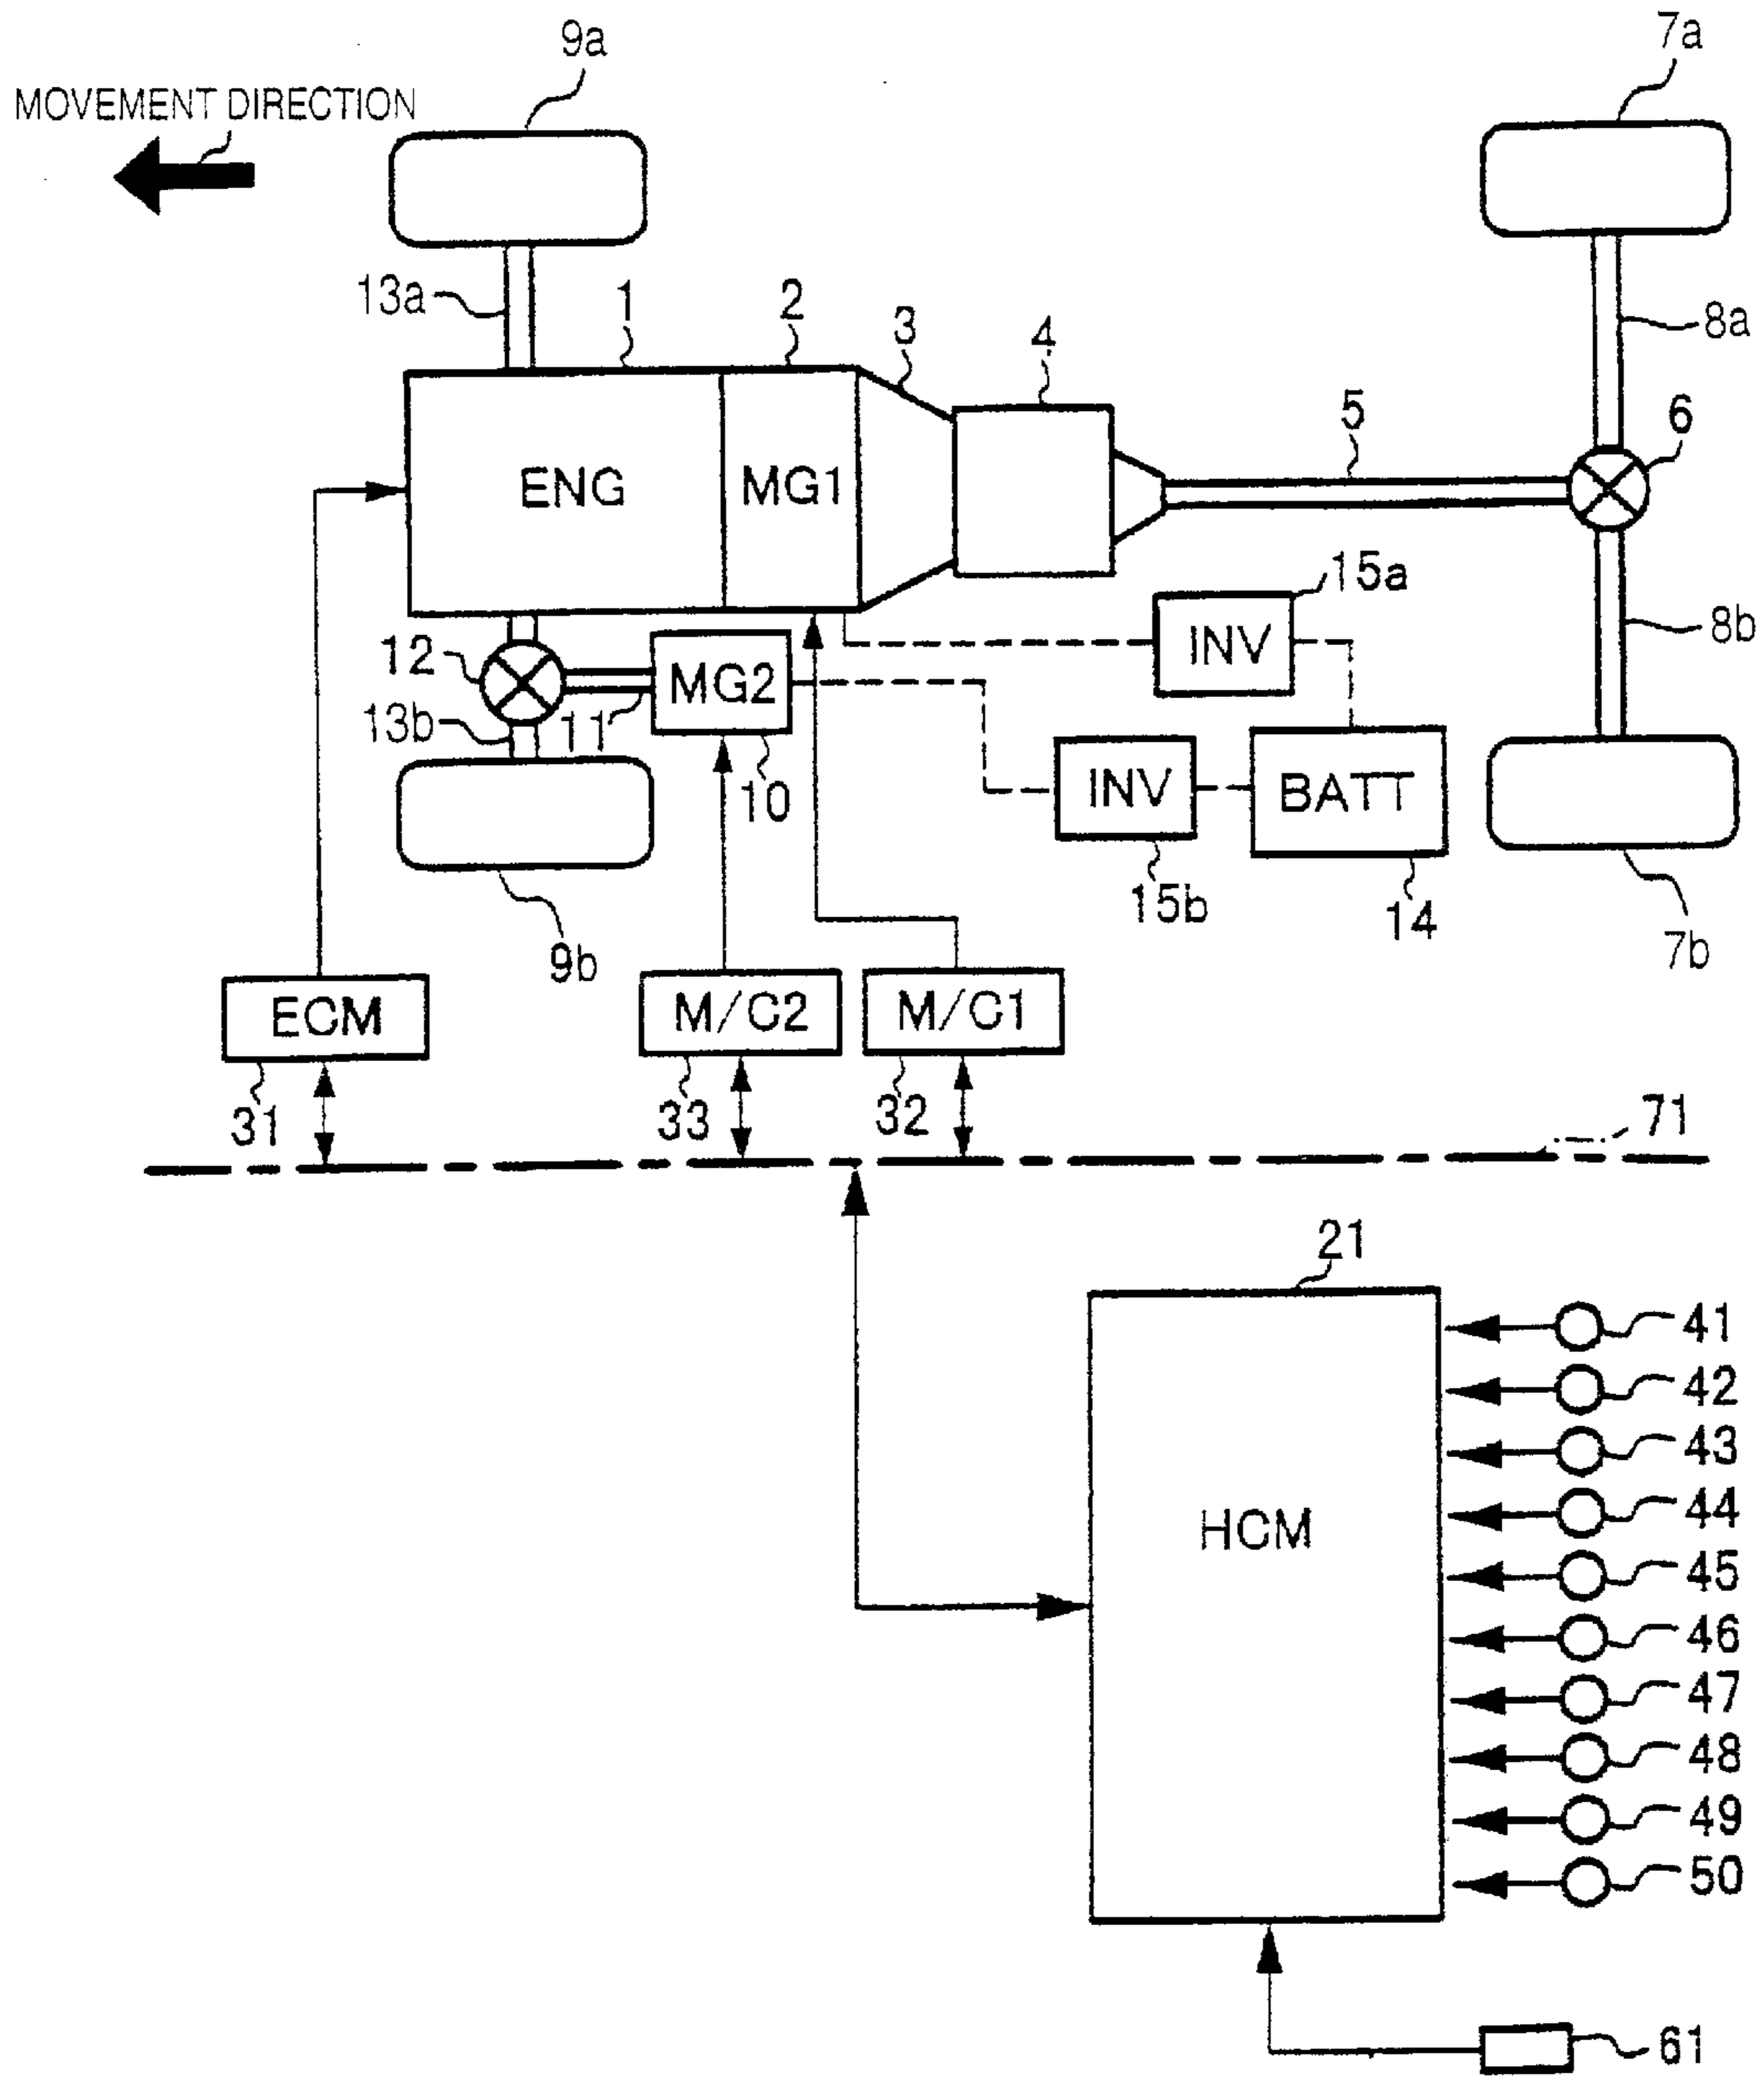 9a
7a
MOVEMENT DIRECTION
13a
1
2
3
4
8a
5
6
ENG
MG1
15a
INV
8b
12
MG2
13b
11
10
INV
BATT
15b
14
9b
7b
ECM
M/C2
M/C1
31
33
32
71
21
41
42
43
44
HCM
45
46
47
48
49
50
61